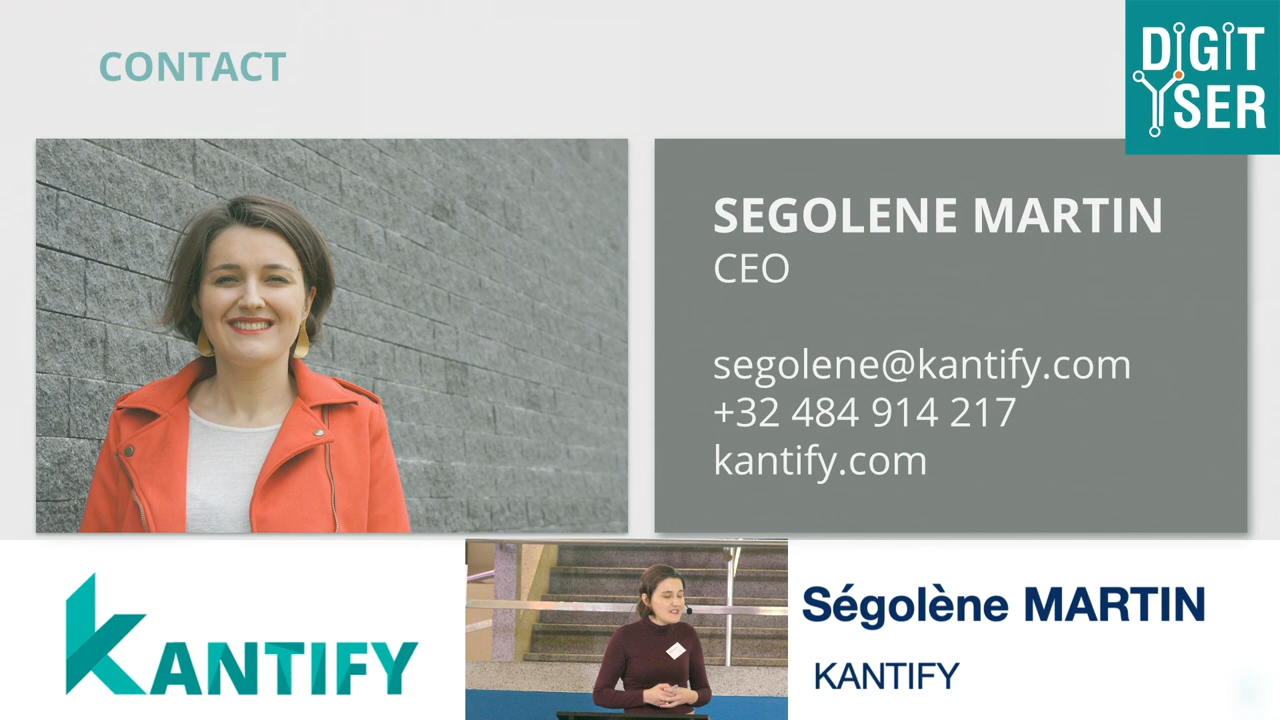 CONTACT
DIGIT
YSER
SEGOLENE MARTIN
CEO
segolene@kantify.com
+32 484 914 217
kantify.com
KANTIFY
Ségolène MARTIN
KANTIFY